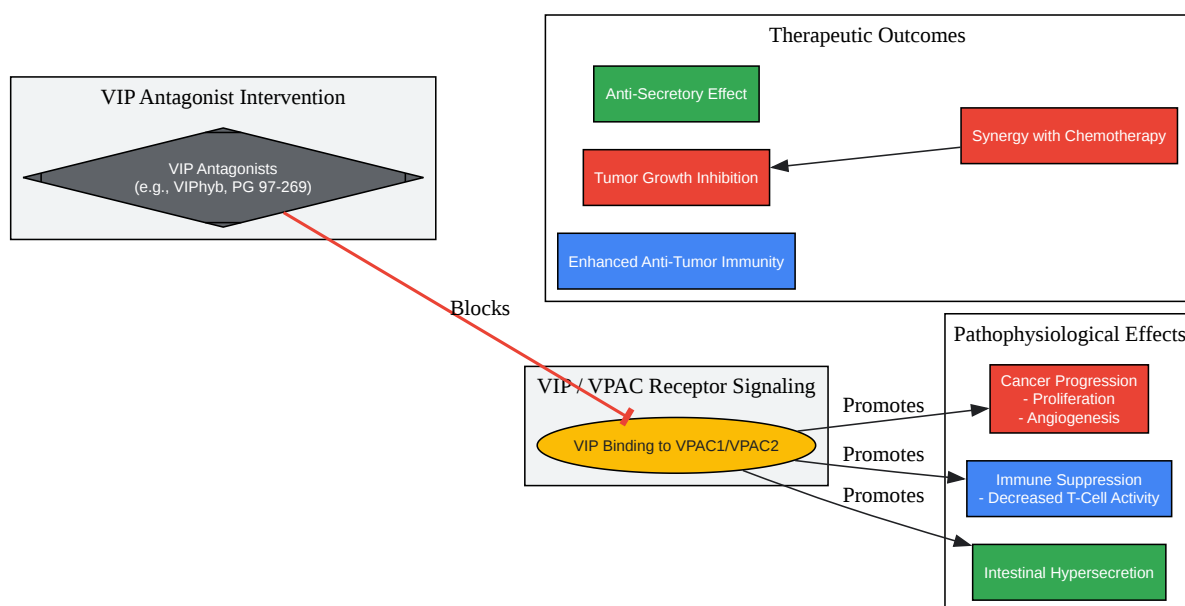 Therapeutic Outcomes
Anti-Secretory Effect
Synergy with Chemotherapy
Tumor Growth Inhibition
Enhanced Anti-Tumor Immunity
VIP Antagonist Intervention
VIP Antagonists
(e.g., VIPhyb, PG 97-269)
Blocks
VIP / VPAC Receptor Signaling
VIP Binding to VPAC1/VPAC2
Promotes
Promotes
Promotes
Pathophysiological Effects
Cancer Progression
- Proliferation
- Angiogenesis
Immune Suppression
- Decreased T-Cell Activity
Intestinal Hypersecretion